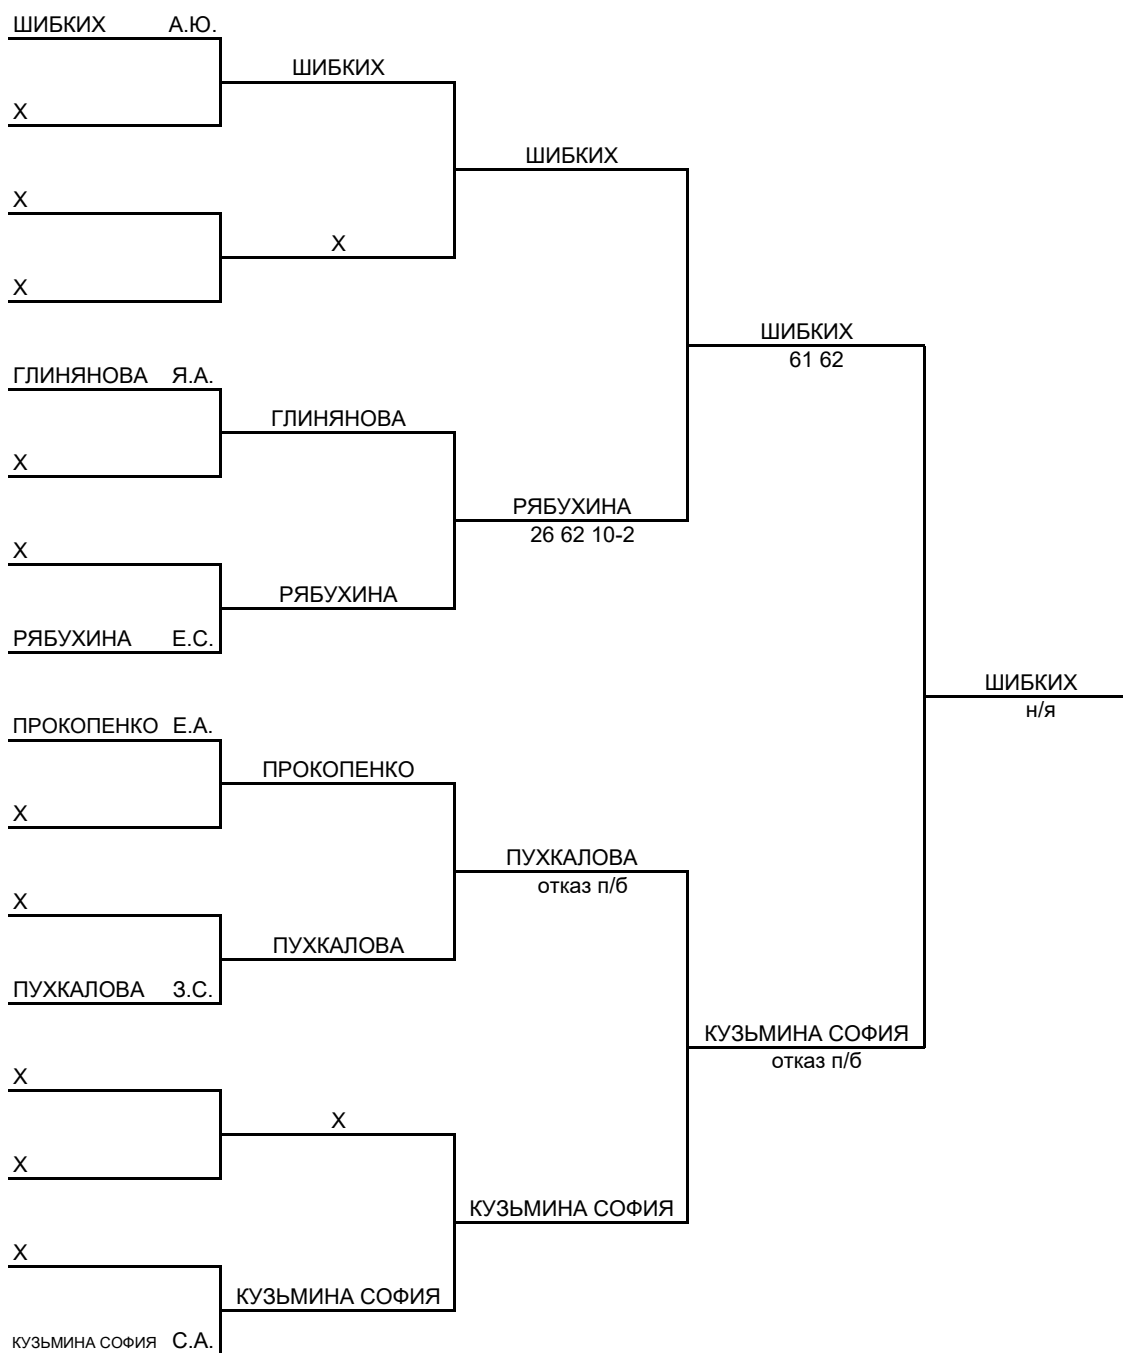 ШИБКИХ А.Ю.
ШИБКИХ
Х
ШИБКИХ
Х
Х
Х
ШИБКИХ
61 62
ГЛИНЯНОВА Я.А.
ГЛИНЯНОВА
Х
РЯБУХИНА
26 62 10-2
Х
РЯБУХИНА
РЯБУХИНА Е.С.
ШИБКИХ
н/я
ПРОКОПЕНКО Е.А.
ПРОКОПЕНКО
Х
ПУХКАЛОВА
отказ п/б
Х
ПУХКАЛОВА
ПУХКАЛОВА З.С.
КУЗЬМИНА СОФИЯ
отказ п/б
Х
Х
Х
КУЗЬМИНА СОФИЯ
Х
КУЗЬМИНА СОФИЯ
КУЗЬМИНА СОФИЯ С.А.